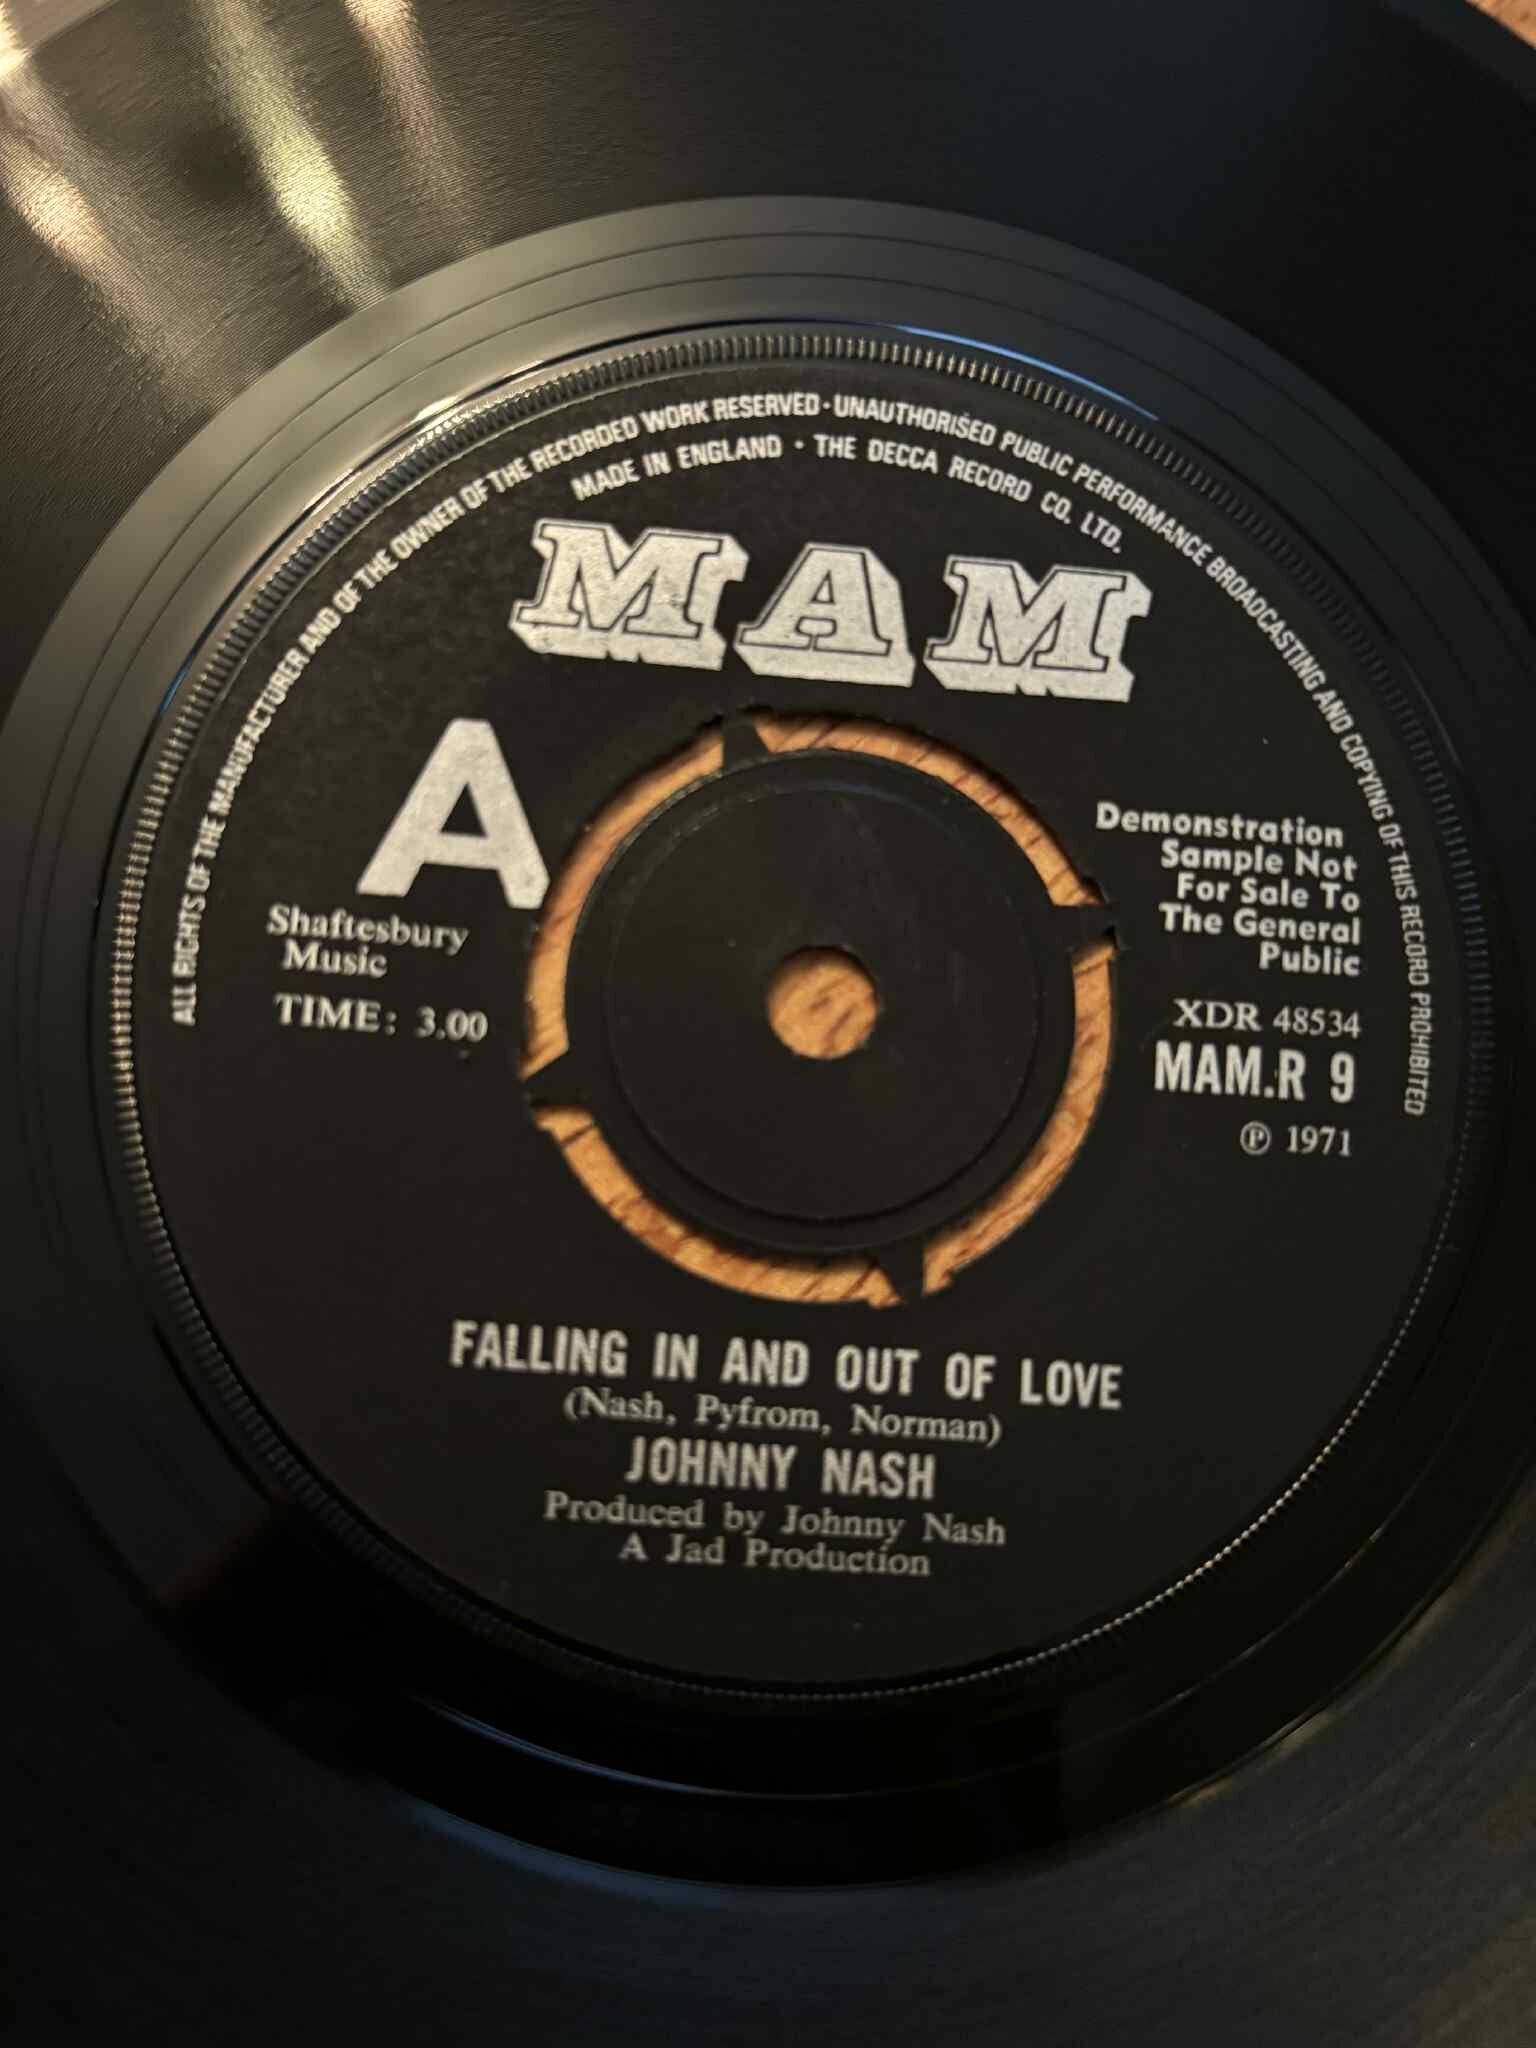 ALL RIGHTS OF THE MANUFACTURER AND OF THE OWNER OF THE RECORDED WORK RESERVED · UNAUTHORISED PUBLIC PERFORMANCE BROADCASTING AND COPYING OF THIS RECORD PROHIBITED
MADE IN ENGLAND · THE DECCA RECORD CO. LTD.
MAM
A
Shaftesbury
Music
TIME: 3.00
Demonstration
Sample Not
For Sale To
The General
Public
XDR 48534
MAM.R 9
℗ 1971
FALLING IN AND OUT OF LOVE
(Nash, Pyfrom, Norman)
JOHNNY NASH
Produced by Johnny Nash
A Jad Production